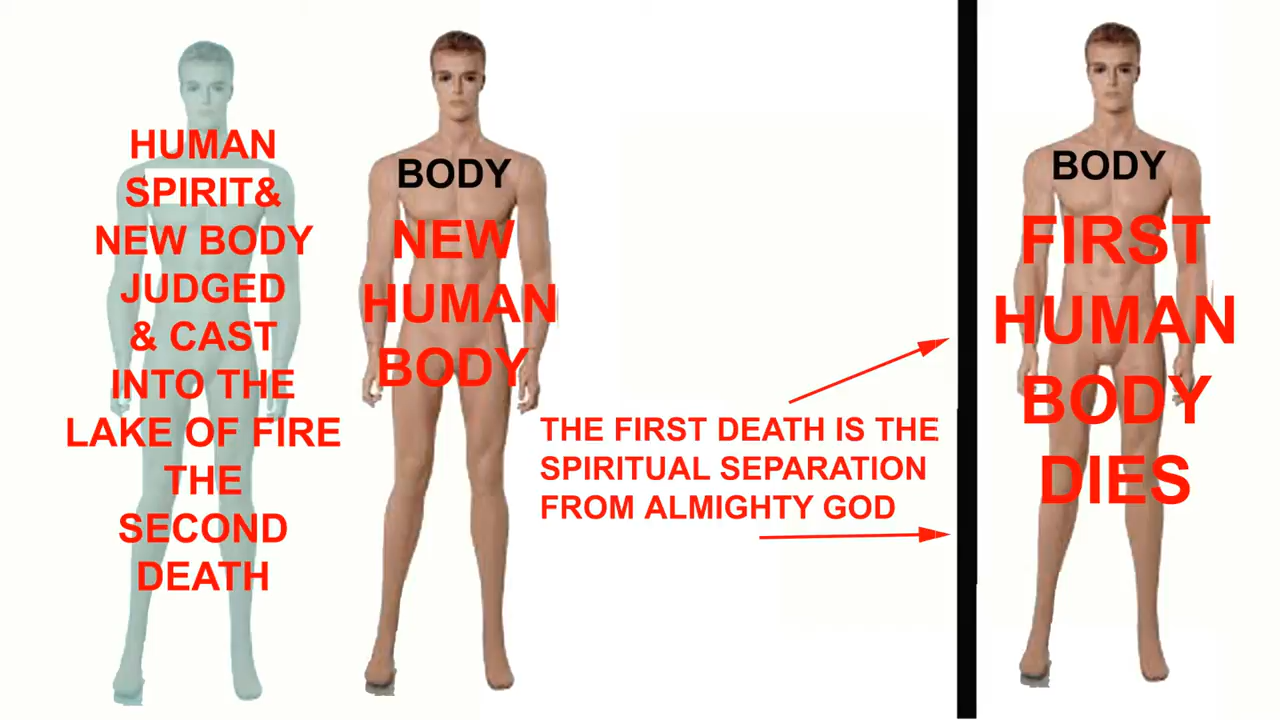 HUMAN
SPIRIT&
NEW BODY
JUDGED
& CAST
INTO THE
LAKE OF FIRE
THE
SECOND
DEATH
BODY
NEW
HUMAN
BODY
THE FIRST DEATH IS THE
SPIRITUAL SEPARATION
FROM ALMIGHTY GOD
BODY
FIRST
HUMAN
BODY
DIES